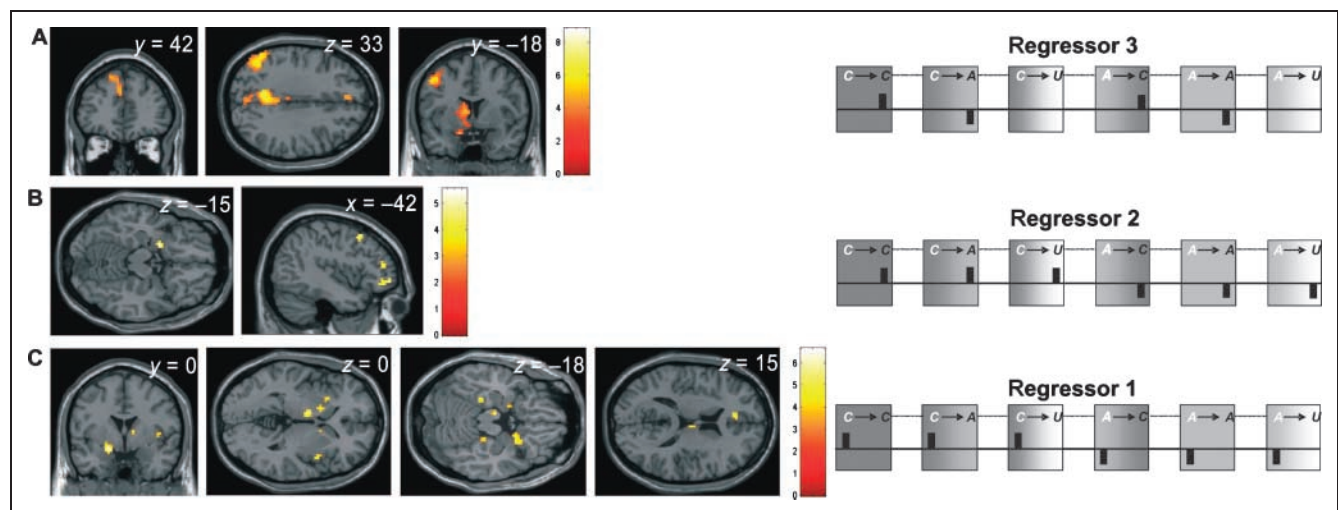 A
y = 42
z = 33
y = –18
8
6
4
2
0
Regressor 3
C → C
C → A
C → U
A → C
A → A
A → U
B
z = –15
x = –42
5
4
3
2
1
0
Regressor 2
C → C
C → A
C → U
A → C
A → A
A → U
C
y = 0
z = 0
z = –18
z = 15
6
5
4
3
2
1
0
Regressor 1
C → C
C → A
C → U
A → C
A → A
A → U